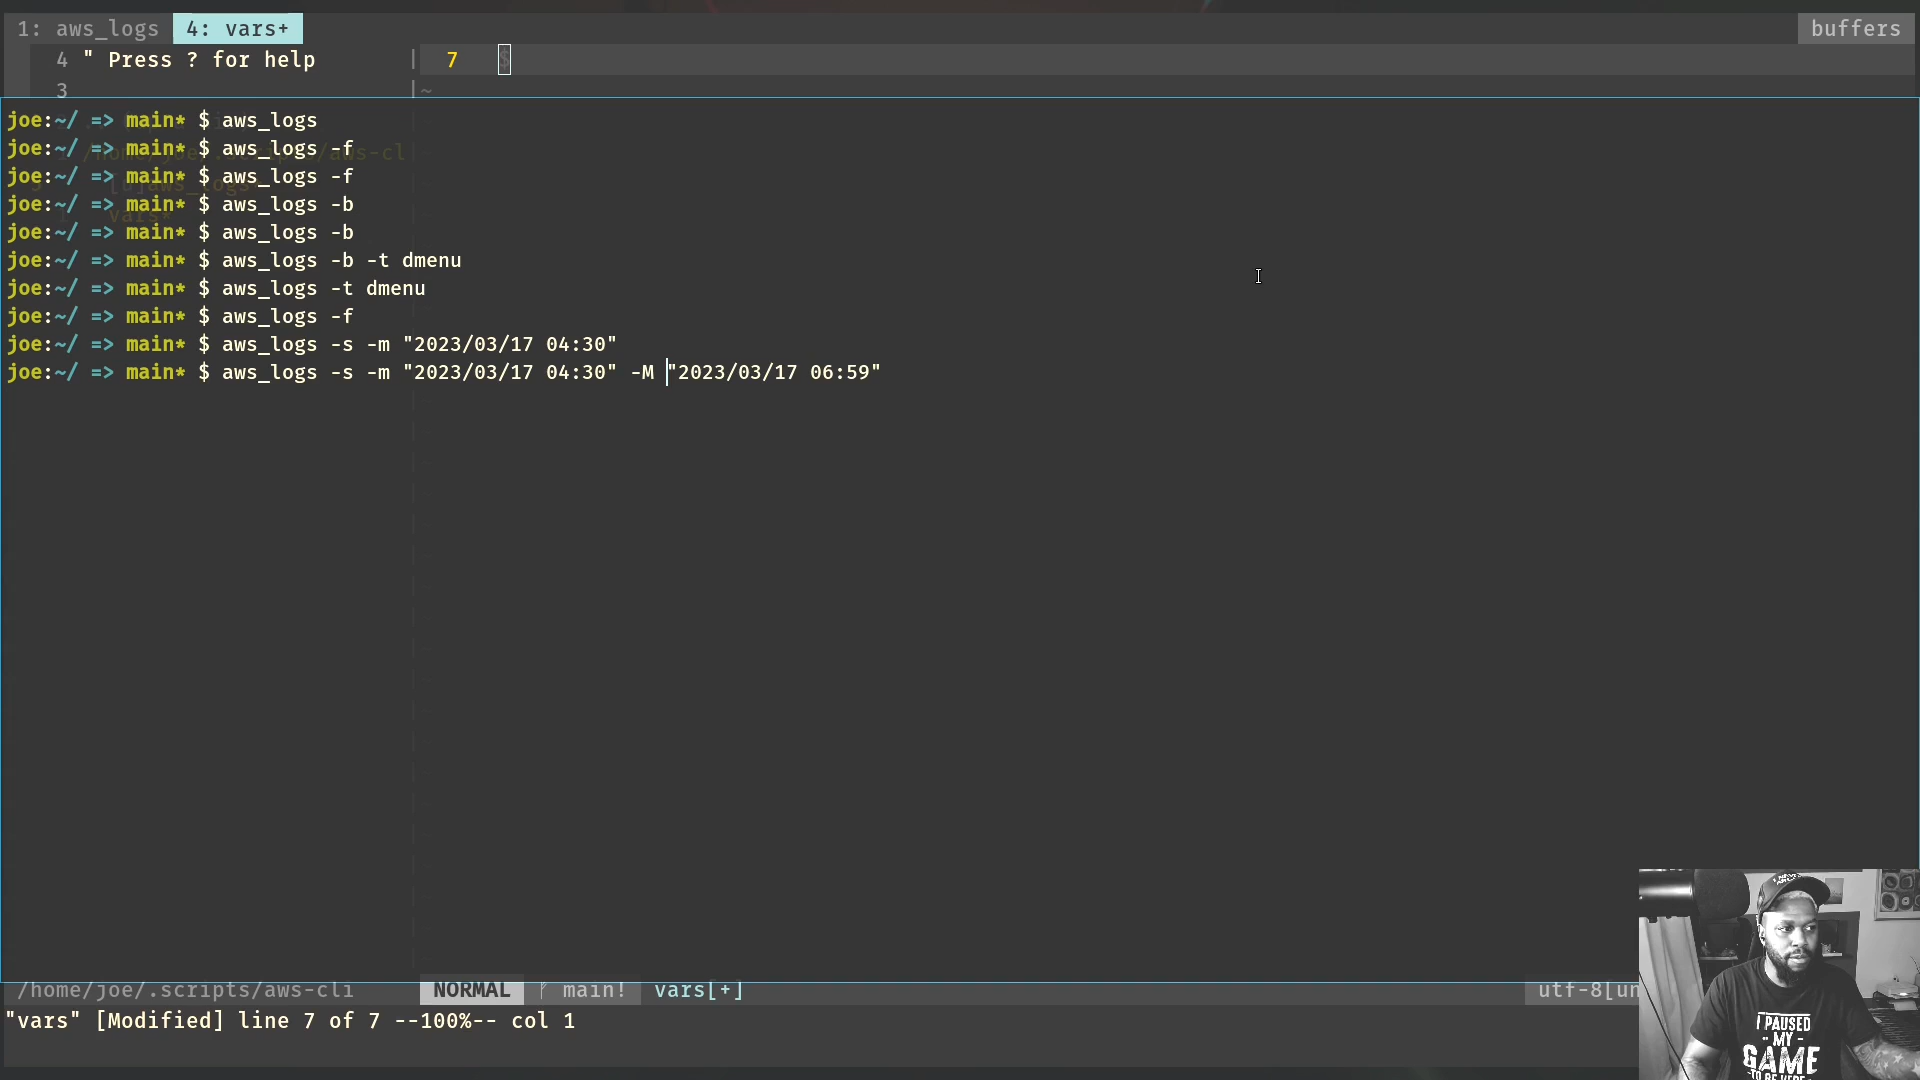 1: aws_logs 4: vars+ buffers
4 " Press ? for help 7
3 ~
joe:~/ => main* $ aws_logs
joe:~/ => main* $ aws_logs -f
joe:~/ => main* $ aws_logs -f
joe:~/ => main* $ aws_logs -b
joe:~/ => main* $ aws_logs -b
joe:~/ => main* $ aws_logs -b -t dmenu
joe:~/ => main* $ aws_logs -t dmenu
joe:~/ => main* $ aws_logs -f
joe:~/ => main* $ aws_logs -s -m "2023/03/17 04:30"
joe:~/ => main* $ aws_logs -s -m "2023/03/17 04:30" -M "2023/03/17 06:59"
/home/joe/.scripts/aws-cli NORMAL main! vars[+] utf-8[un
"vars" [Modified] line 7 of 7 --100%-- col 1
I PAUSED
MY
GAME
TO BE HERE